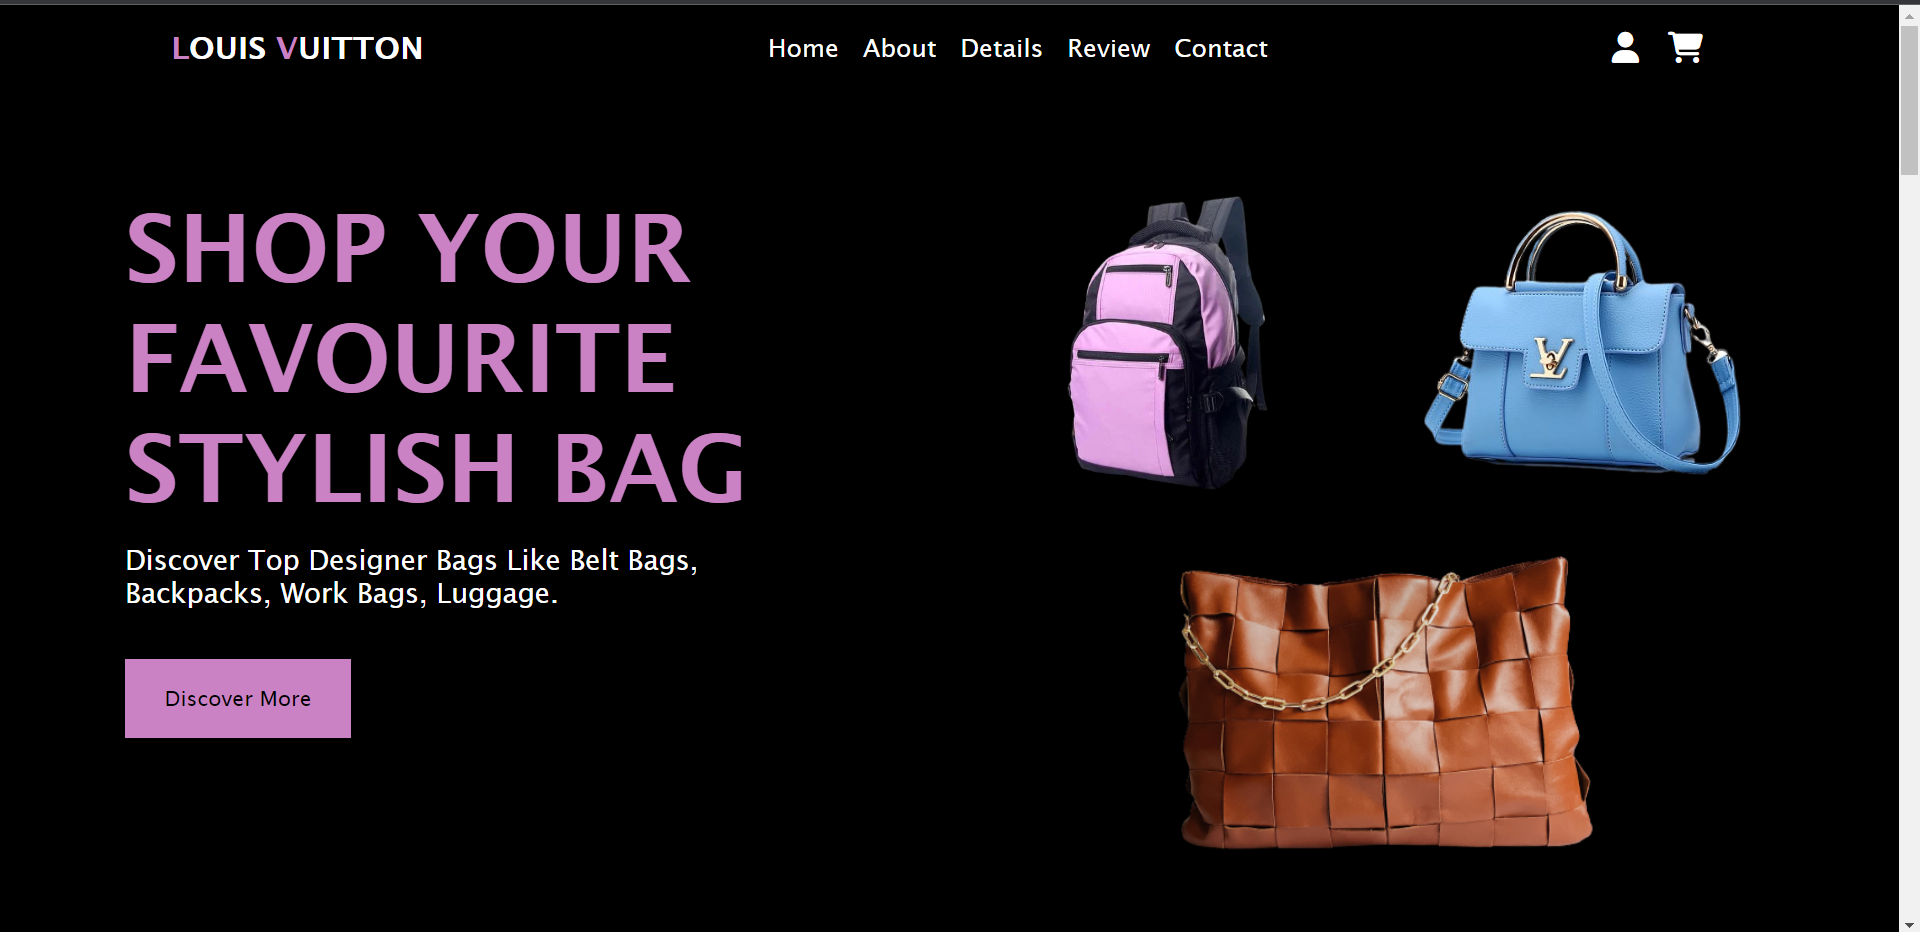 LOUIS VUITTON
Home About Details Review Contact
SHOP YOUR
FAVOURITE
STYLISH BAG
Discover Top Designer Bags Like Belt Bags,
Backpacks, Work Bags, Luggage.
Discover More